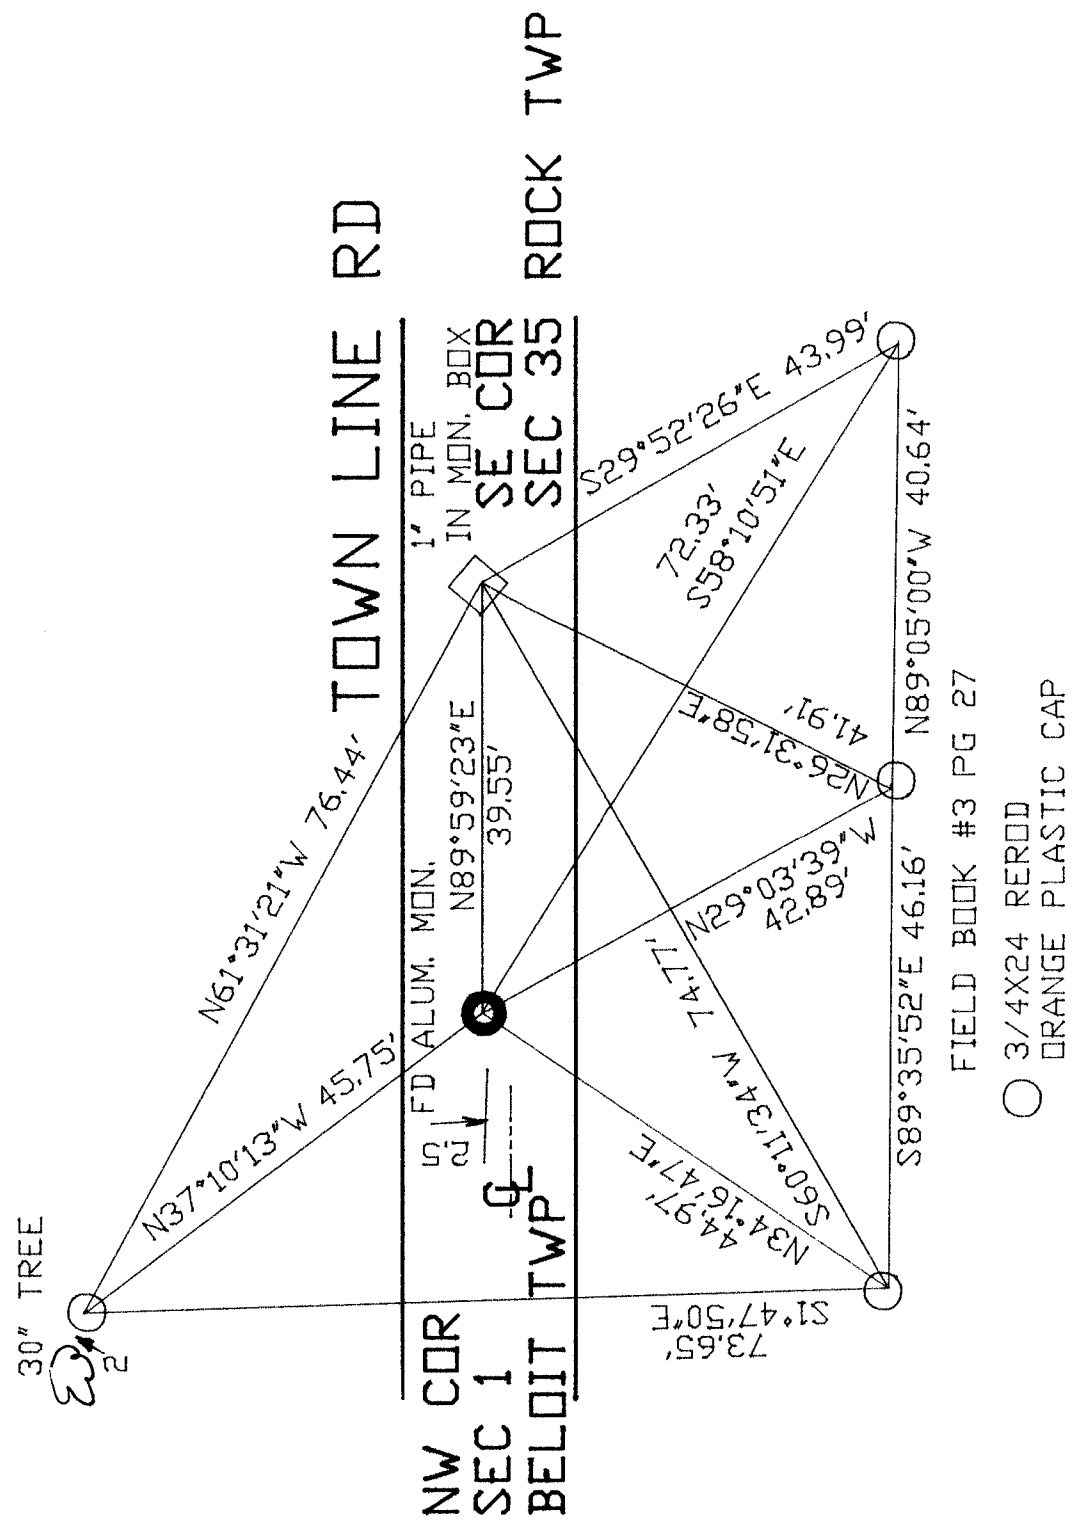 30" TREE
2
TOWN LINE RD
N61°31'21"W 76.44'
N37°10'13"W 45.75'
FD ALUM. MON.
1" PIPE
IN MON. BOX
SE COR
SEC 35 ROCK TWP
N89°59'23"E
39.55'
2.5
CL
NW COR
SEC 1
BELOIT TWP
S29°52'26"E 43.99'
72.33'
S58°10'51"E
N26°31'58"E
41.91'
N29°03'39"W
42.89'
74.77'
S60°11'34"W
44.97'
N34°16'47"E
S1°47'50"E
73.65'
S89°35'52"E 46.16'
N89°05'00"W 40.64'
FIELD BOOK #3 PG 27
3/4X24 REROD
ORANGE PLASTIC CAP